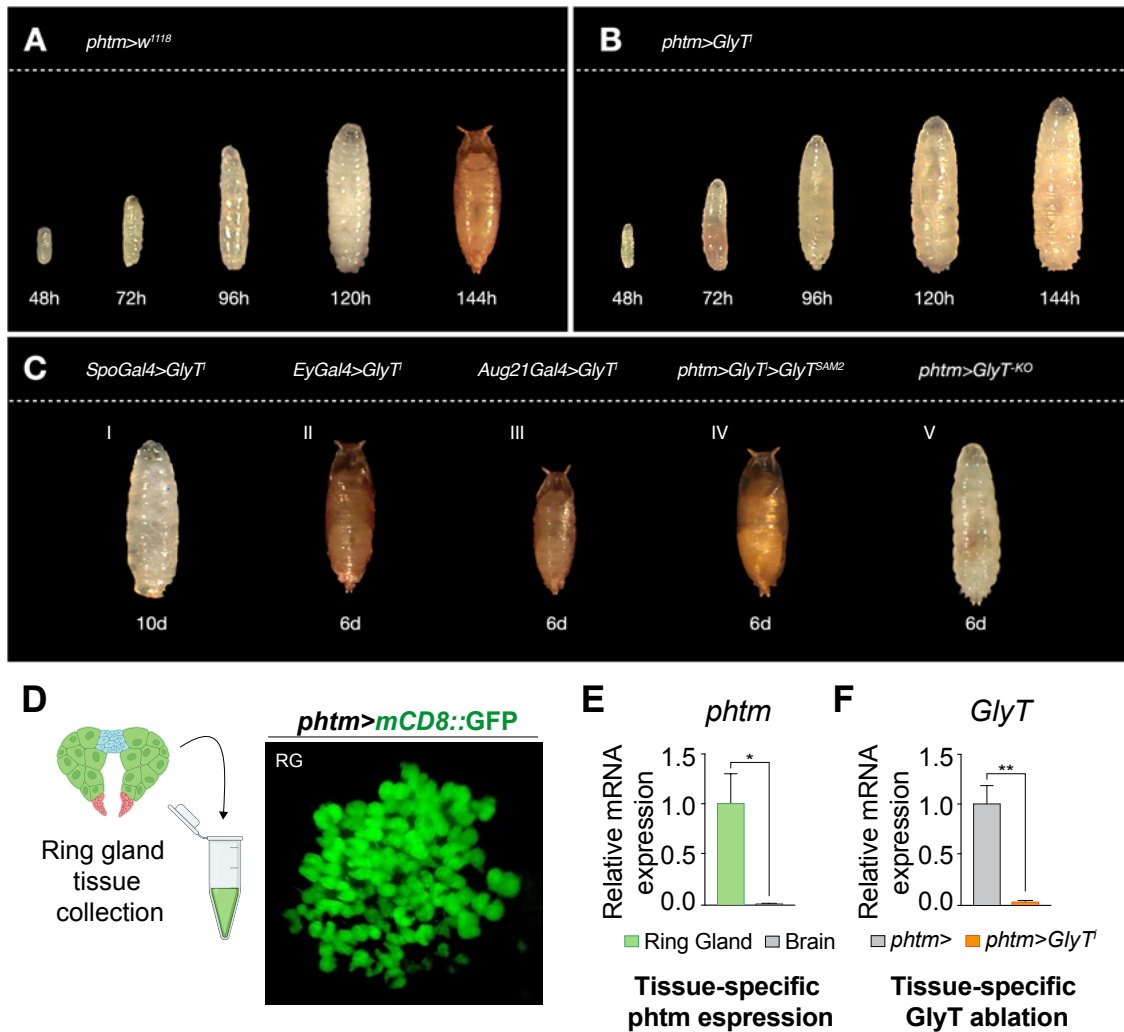 A phtm>w¹¹¹⁸
48h 72h 96h 120h 144h
B phtm>GlyTⁱ
48h 72h 96h 120h 144h
C SpoGal4>GlyTⁱ EyGal4>GlyTⁱ Aug21Gal4>GlyTⁱ phtm>GlyTⁱ>GlyTˢᴬᴹ² phtm>GlyT⁻ᴷᴼ
I II III IV V
10d 6d 6d 6d 6d
D
Ring gland
tissue
collection
phtm>mCD8::GFP
RG
E phtm
Relative mRNA
expression
1.5
1.0
0.5
0.0
*
Ring Gland Brain
Tissue-specific
phtm espression
F GlyT
Relative mRNA
expression
1.5
1.0
0.5
0.0
**
phtm> phtm>GlyTⁱ
Tissue-specific
GlyT ablation